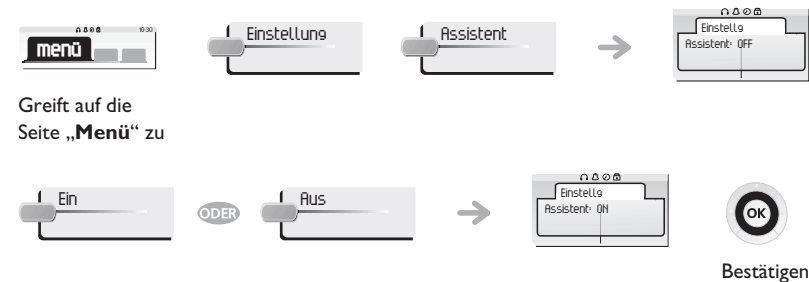 10:30
menü
Einstellung
Assistent
Einstellg
Assistent: OFF
Greift auf die
Seite „Menü“ zu
Ein
ODER
Aus
Einstellg
Assistent: ON
OK
Bestätigen